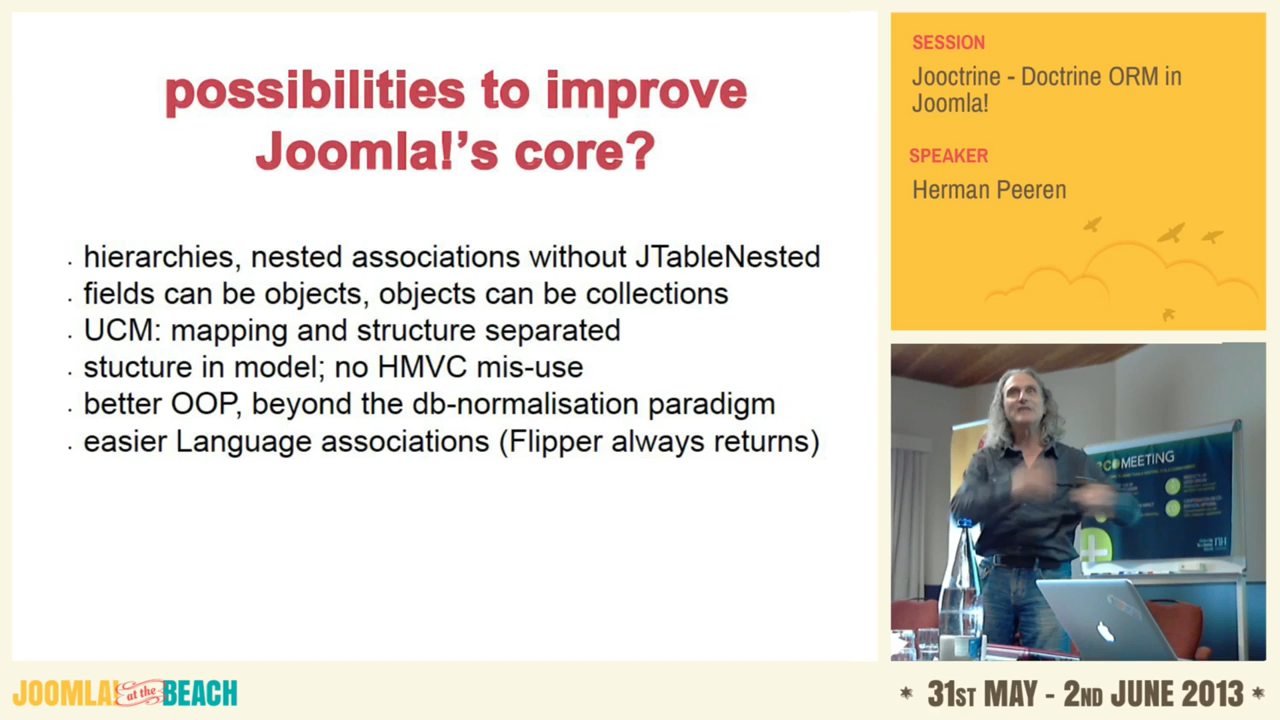 possibilities to improve
Joomla!’s core?
. hierarchies, nested associations without JTableNested
. fields can be objects, objects can be collections
. UCM: mapping and structure separated
. stucture in model; no HMVC mis-use
. better OOP, beyond the db-normalisation paradigm
. easier Language associations (Flipper always returns)
SESSION
Jooctrine - Doctrine ORM in
Joomla!
SPEAKER
Herman Peeren
MEETING
nh
JOOMLA! at the BEACH
* 31ST MAY - 2ND JUNE 2013 *